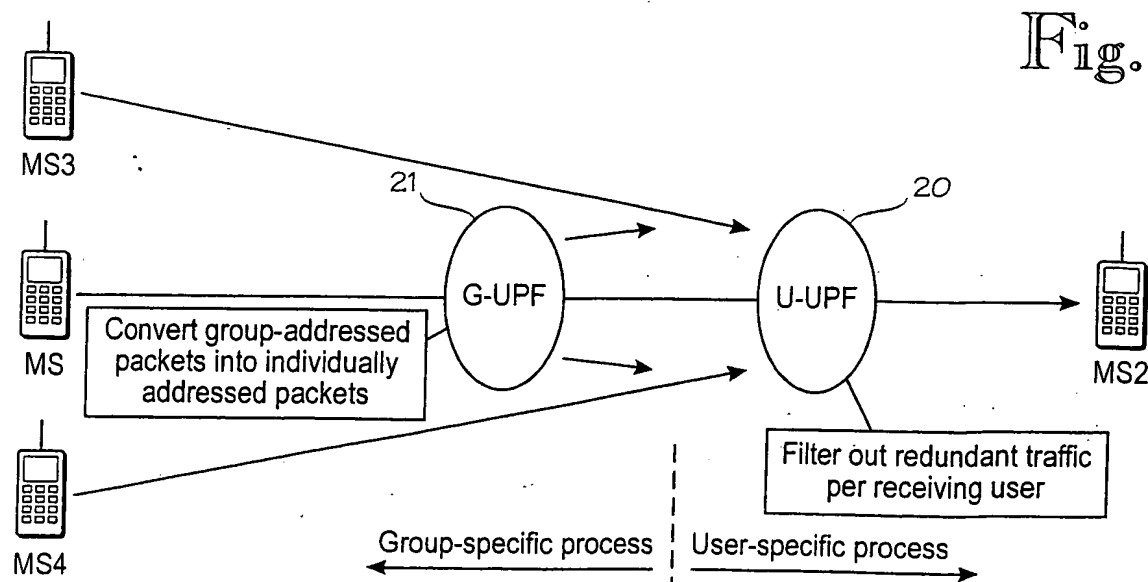 Fig.
MS3
21
20
G-UPF
U-UPF
MS
Convert group-addressed
packets into individually
addressed packets
MS2
Filter out redundant traffic
per receiving user
MS4
Group-specific process
User-specific process